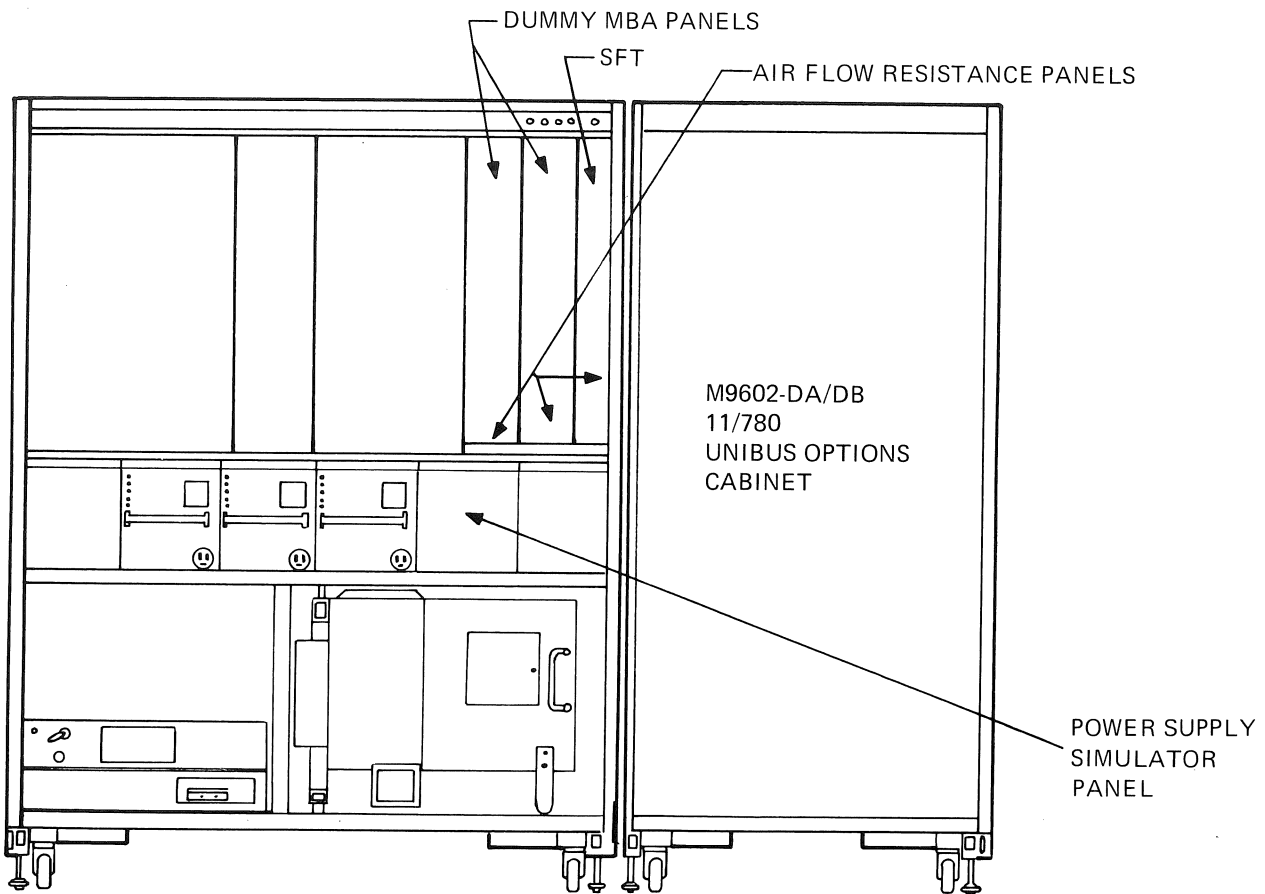 DUMMY MBA PANELS
SFT
AIR FLOW RESISTANCE PANELS
M9602-DA/DB
11/780
UNIBUS OPTIONS
CABINET
POWER SUPPLY
SIMULATOR
PANEL